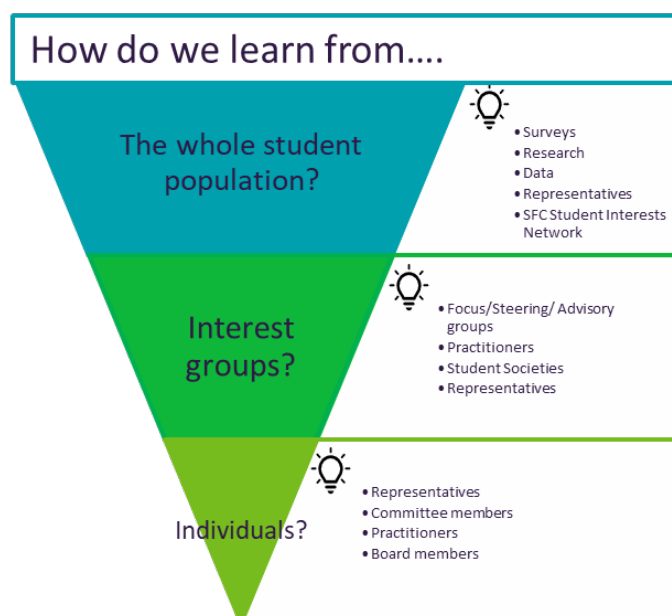 How do we learn from....
The whole student
population?
• Surveys
• Research
• Data
• Representatives
• SFC Student Interests
Network
Interest
groups?
• Focus/Steering/ Advisory
groups
• Practitioners
• Student Societies
• Representatives
Individuals?
• Representatives
• Committee members
• Practitioners
• Board members